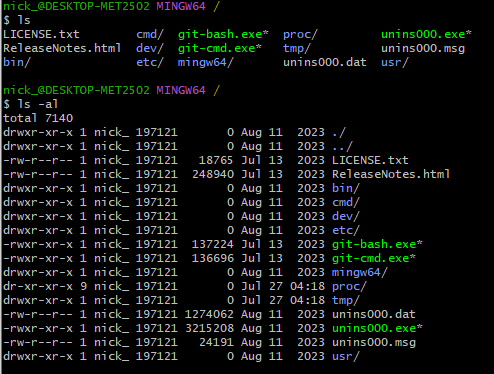 nick_@DESKTOP-MET25O2 MINGW64 /
$ ls
LICENSE.txt        cmd/  git-bash.exe*  proc/         unins000.exe*
ReleaseNotes.html  dev/  git-cmd.exe*   tmp/          unins000.msg
bin/               etc/  mingw64/       unins000.dat  usr/
nick_@DESKTOP-MET25O2 MINGW64 /
$ ls -al
total 7140
drwxr-xr-x 1 nick_ 197121       0 Aug 11  2023 ./
drwxr-xr-x 1 nick_ 197121       0 Aug 11  2023 ../
-rw-r--r-- 1 nick_ 197121   18765 Jul 13  2023 LICENSE.txt
-rw-r--r-- 1 nick_ 197121  248940 Jul 13  2023 ReleaseNotes.html
drwxr-xr-x 1 nick_ 197121       0 Aug 11  2023 bin/
drwxr-xr-x 1 nick_ 197121       0 Aug 11  2023 cmd/
drwxr-xr-x 1 nick_ 197121       0 Aug 11  2023 dev/
drwxr-xr-x 1 nick_ 197121       0 Aug 11  2023 etc/
-rwxr-xr-x 1 nick_ 197121  137224 Jul 13  2023 git-bash.exe*
-rwxr-xr-x 1 nick_ 197121  136696 Jul 13  2023 git-cmd.exe*
drwxr-xr-x 1 nick_ 197121       0 Aug 11  2023 mingw64/
dr-xr-xr-x 9 nick_ 197121       0 Jul 27 04:18 proc/
drwxr-xr-x 1 nick_ 197121       0 Jul 27 04:18 tmp/
-rw-r--r-- 1 nick_ 197121 1274062 Aug 11  2023 unins000.dat
-rwxr-xr-x 1 nick_ 197121 3215208 Aug 11  2023 unins000.exe*
-rw-r--r-- 1 nick_ 197121   24191 Aug 11  2023 unins000.msg
drwxr-xr-x 1 nick_ 197121       0 Aug 11  2023 usr/